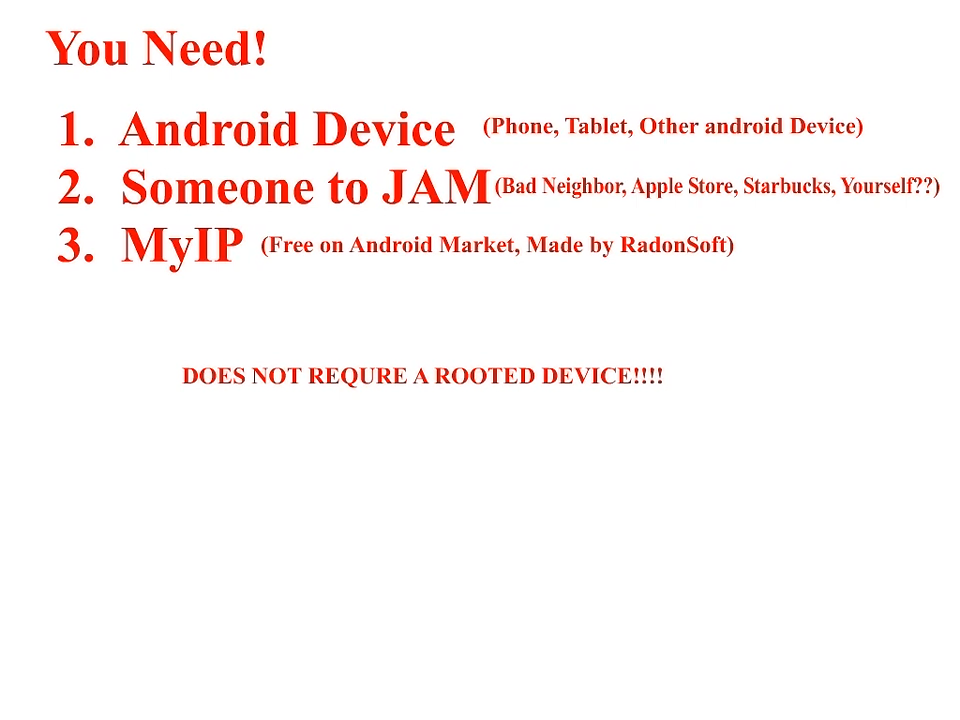 You Need!
1. Android Device (Phone, Tablet, Other android Device)
2. Someone to JAM (Bad Neighbor, Apple Store, Starbucks, Yourself??)
3. MyIP (Free on Android Market, Made by RadonSoft)
DOES NOT REQURE A ROOTED DEVICE!!!!